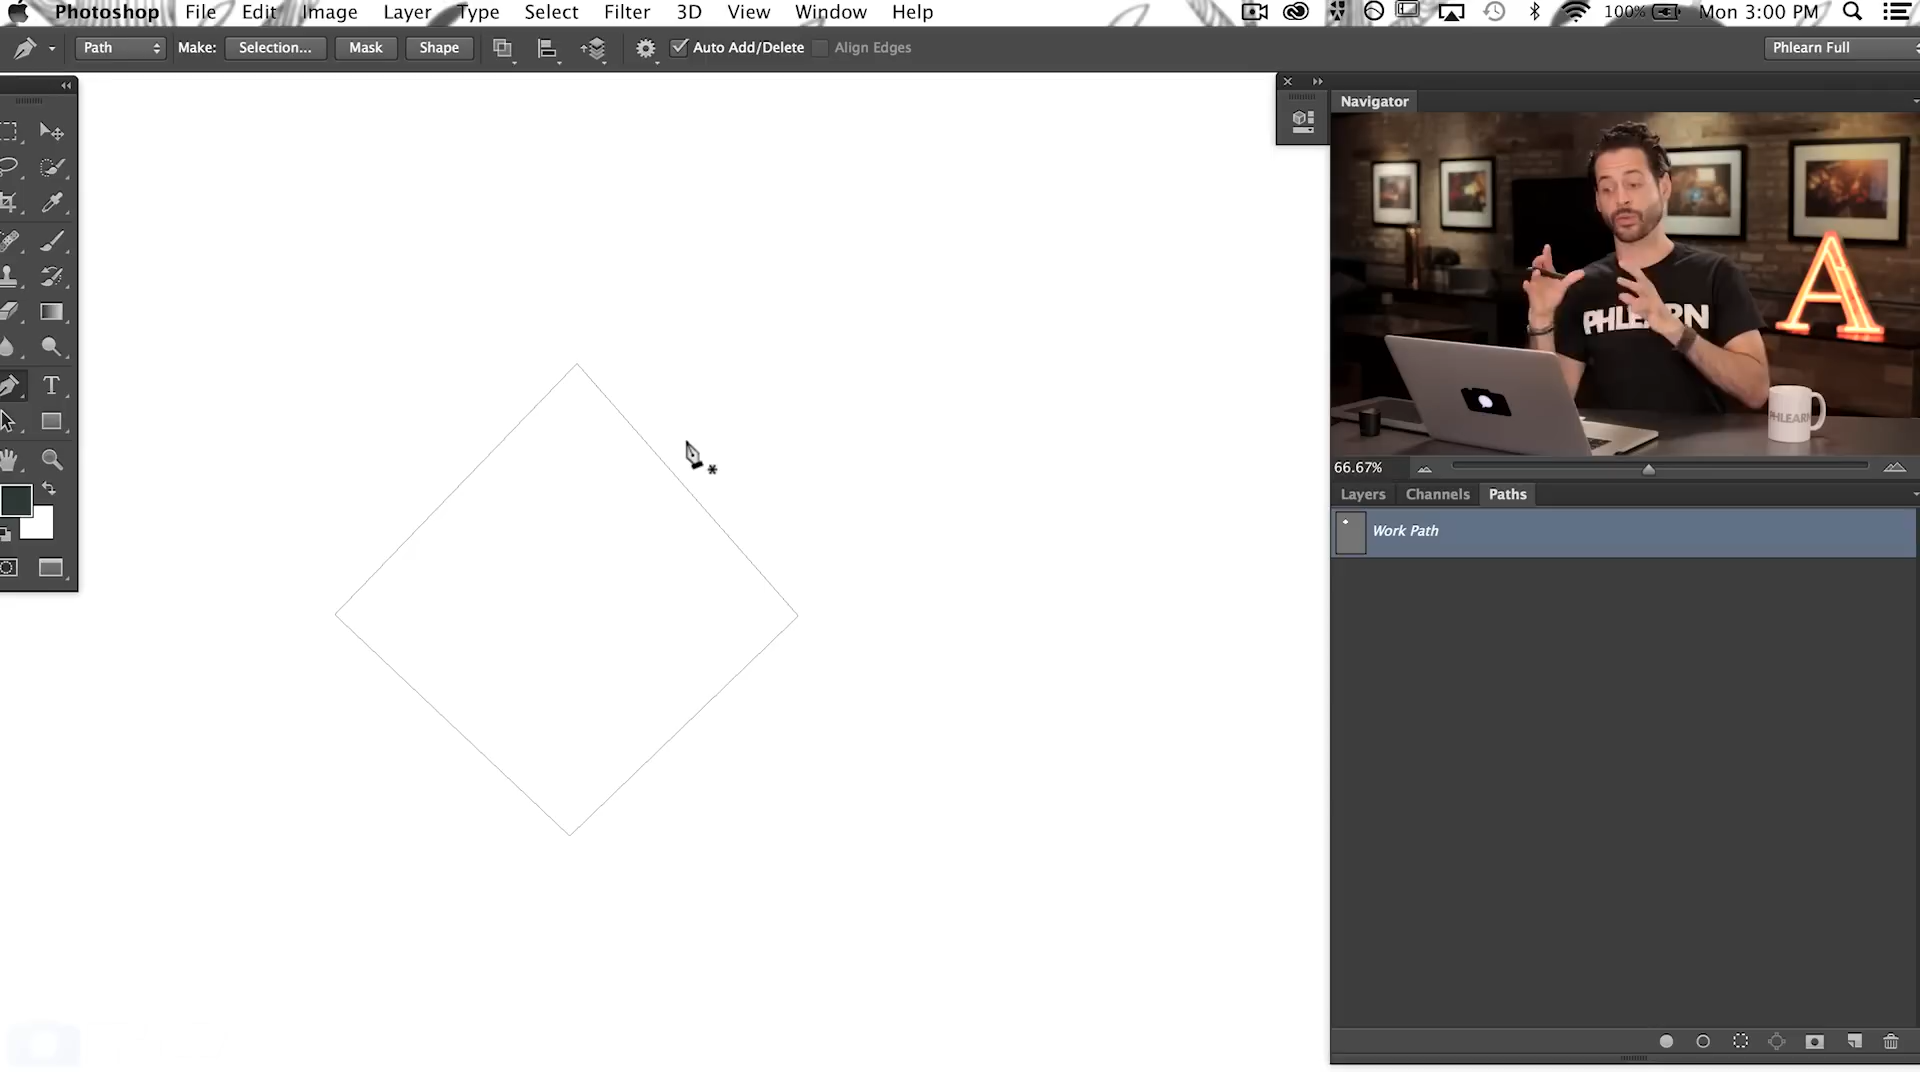 Photoshop File Edit Image Layer Type Select Filter 3D View Window Help 100% Mon 3:00 PM
Path Make: Selection... Mask Shape Auto Add/Delete Align Edges Phlearn Full
Navigator
A
PHLEARN
PHLEARN
T
66.67%
Layers Channels Paths
Work Path